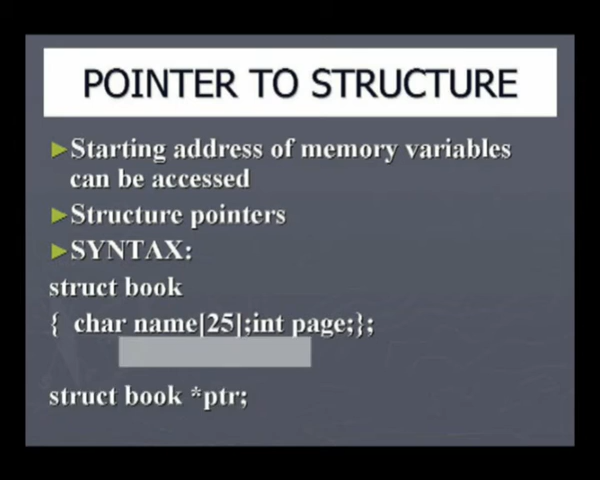 POINTER TO STRUCTURE
►Starting address of memory variables
can be accessed
►Structure pointers
►SYNTAX:
struct book
{ char name[25];int page;};
struct book *ptr;